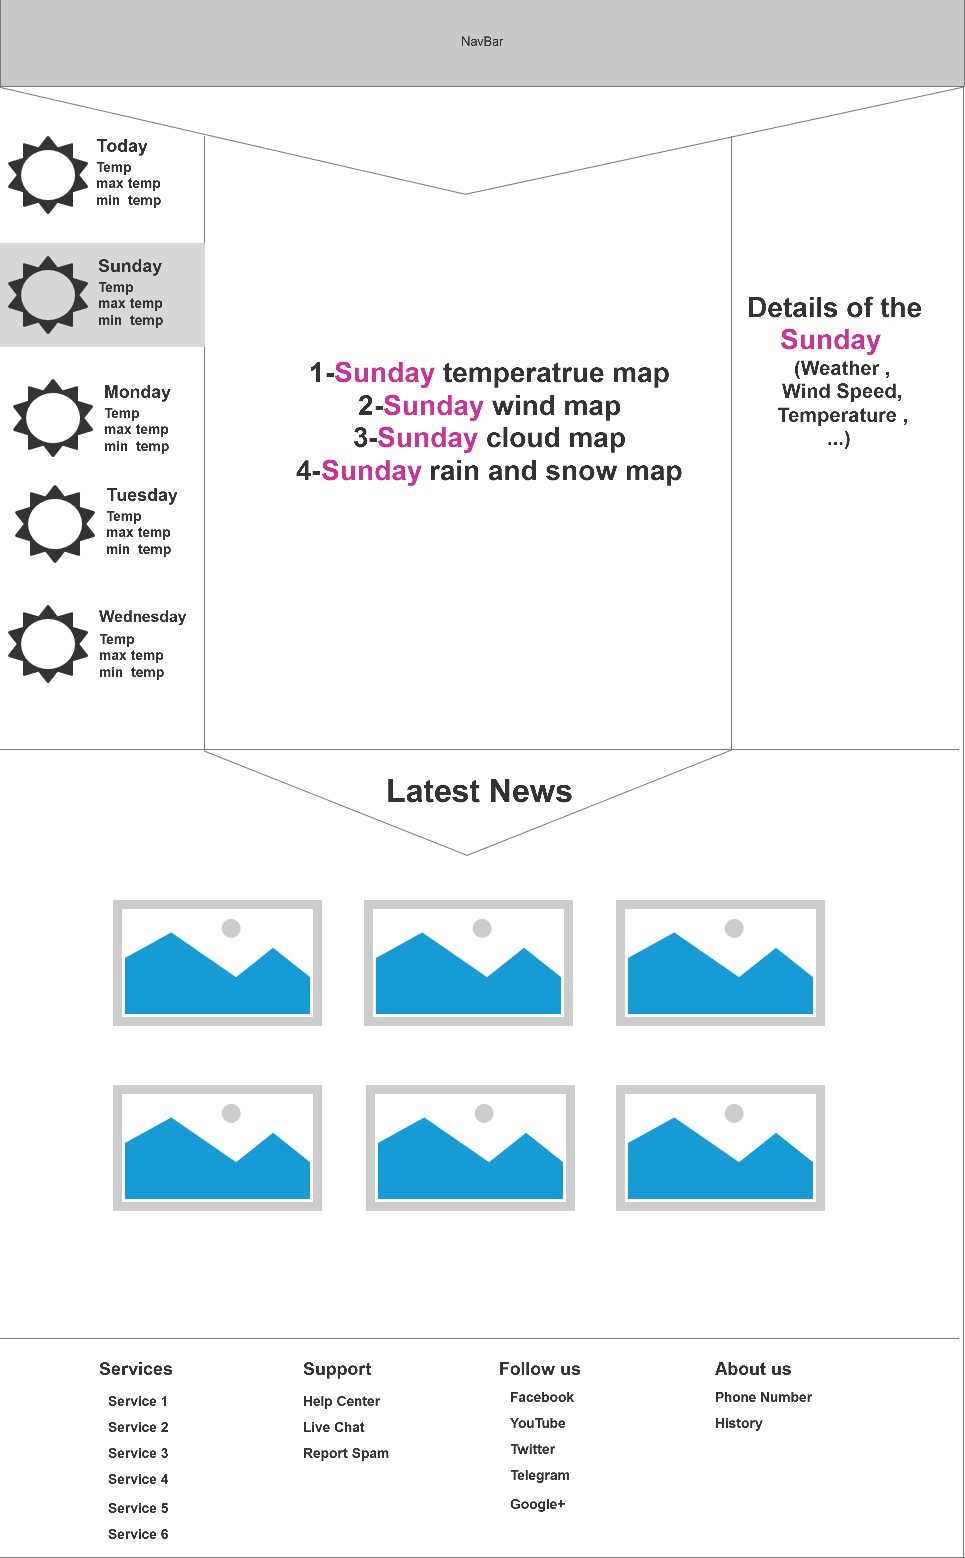 NavBar
Today
Temp
max temp
min  temp
Sunday
Temp
max temp
min  temp
Monday
Temp
max temp
min  temp
Tuesday
Temp
max temp
min  temp
Wednesday
Temp
max temp
min  temp
1-Sunday temperatrue map
2-Sunday wind map
3-Sunday cloud map
4-Sunday rain and snow map
Details of the
Sunday
(Weather ,
Wind Speed,
Temperature ,
...)
Latest News
Services
Service 1
Service 2
Service 3
Service 4
Service 5
Service 6
Support
Help Center
Live Chat
Report Spam
Follow us
Facebook
YouTube
Twitter
Telegram
Google+
About us
Phone Number
History